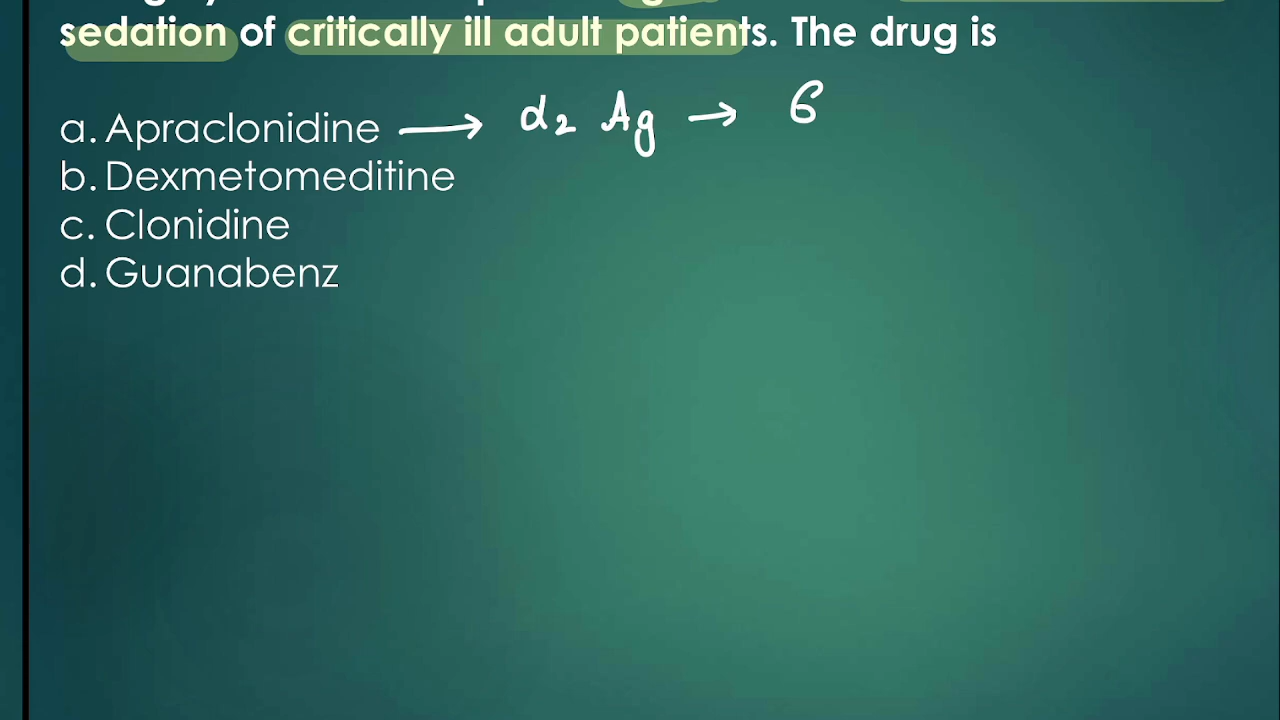 sedation of critically ill adult patients. The drug is
a. Apraclonidine → α₂ Ag → G
b. Dexmetomeditine
c. Clonidine
d. Guanabenz